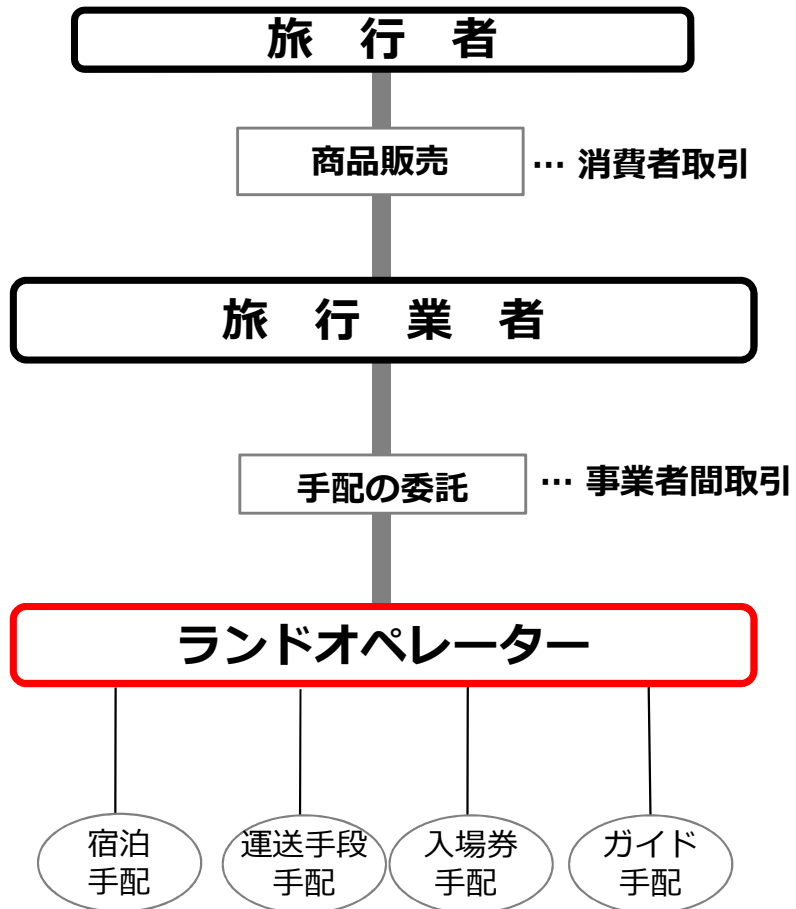 旅　行　者
商品販売
… 消費者取引
旅　行　業　者
手配の委託
… 事業者間取引
ランドオペレーター
宿泊
手配
運送手段
手配
入場券
手配
ガイド
手配